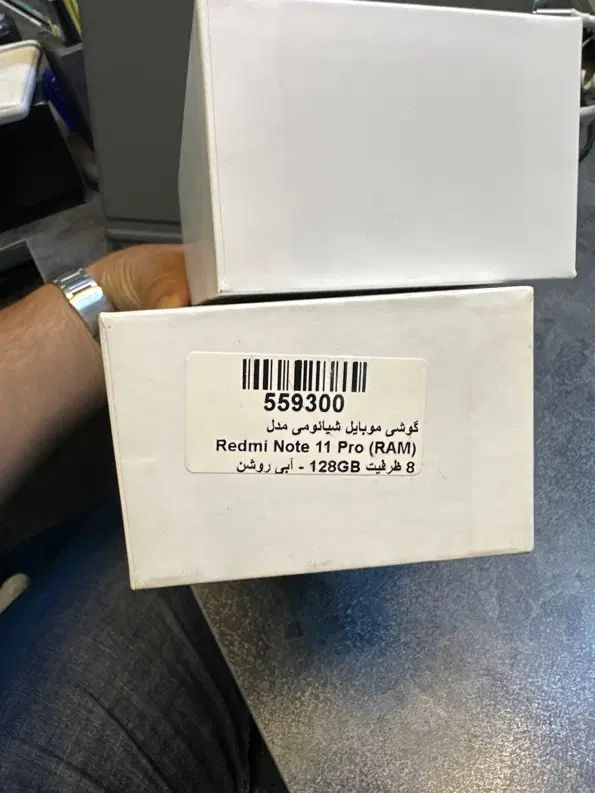 559300
گوشی موبایل شیائومی مدل
Redmi Note 11 Pro (RAM)
8 ظرفیت 128GB - آبی روشن